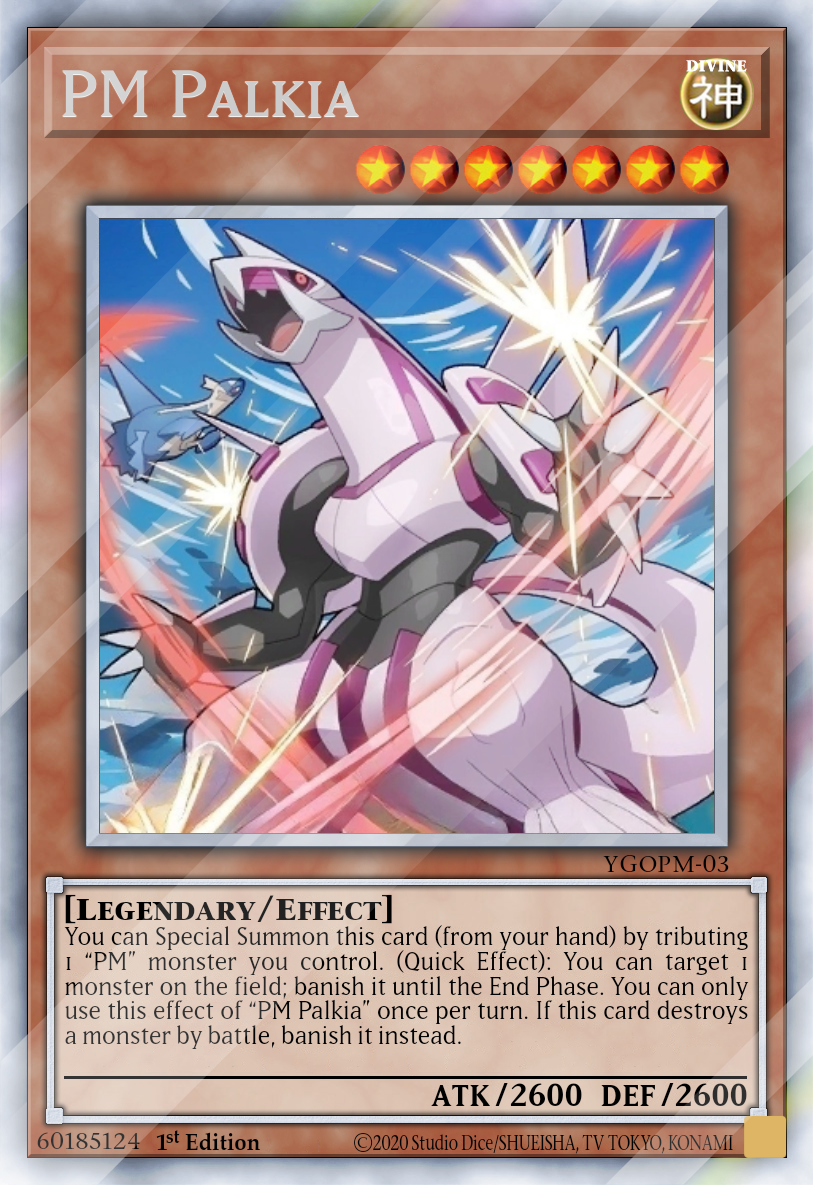 PM Palkia
DIVINE
神
YGOPM-03
[Legendary/Effect]
You can Special Summon this card (from your hand) by tributing
1 “PM” monster you control. (Quick Effect): You can target 1
monster on the field; banish it until the End Phase. You can only
use this effect of “PM Palkia” once per turn. If this card destroys
a monster by battle, banish it instead.
ATK/2600 DEF/2600
60185124 1st Edition ©2020 Studio Dice/SHUEISHA, TV TOKYO, KONAMI